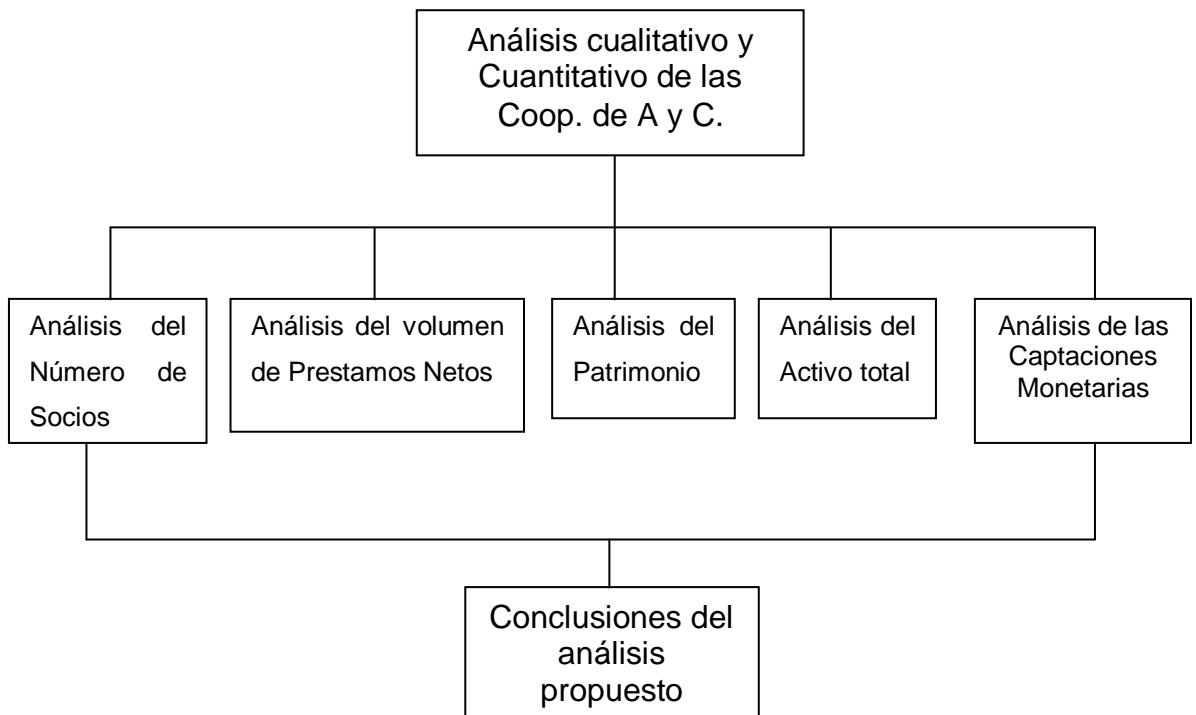 Análisis cualitativo y
Cuantitativo de las
Coop. de A y C.
Análisis del
Número de
Socios
Análisis del volumen
de Prestamos Netos
Análisis del
Patrimonio
Análisis del
Activo total
Análisis de las
Captaciones
Monetarias
Conclusiones del
análisis
propuesto